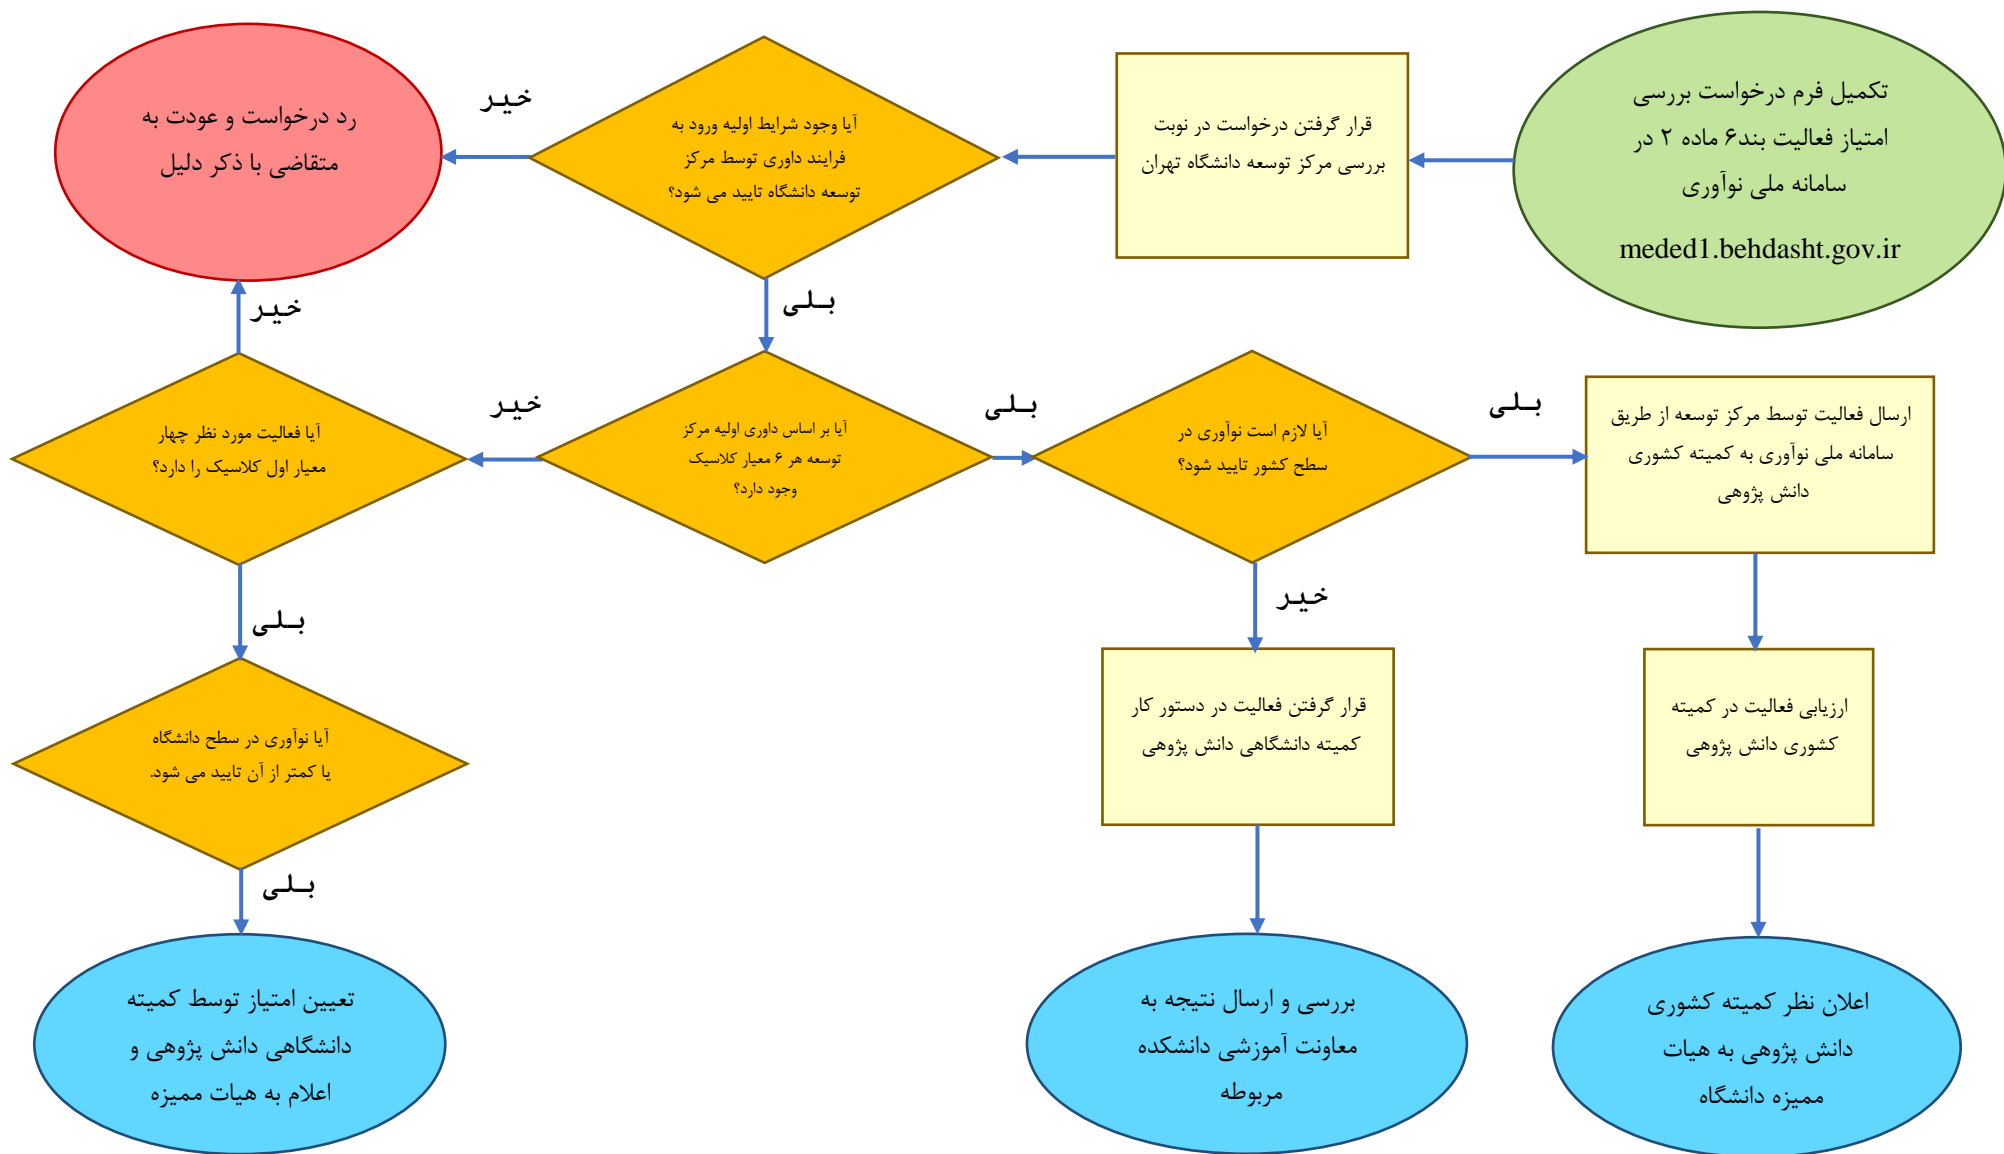 تکمیل فرم درخواست بررسی
امتیاز فعالیت بند۶ ماده ۲ در
سامانه ملی نوآوری
meded1.behdasht.gov.ir
قرار گرفتن درخواست در نوبت
بررسی مرکز توسعه دانشگاه تهران
آیا وجود شرایط اولیه ورود به
فرایند داوری توسط مرکز
توسعه دانشگاه تایید می شود؟
خیر
رد درخواست و عودت به
متقاضی با ذکر دلیل
بلی
خیر
آیا بر اساس داوری اولیه مرکز
توسعه هر ۶ معیار کلاسیک
وجود دارد؟
بلی
آیا لازم است نوآوری در
سطح کشور تایید شود؟
بلی
ارسال فعالیت توسط مرکز توسعه از طریق
سامانه ملی نوآوری به کمیته کشوری
دانش پژوهی
خیر
آیا فعالیت مورد نظر چهار
معیار اول کلاسیک را دارد؟
خیر
قرار گرفتن فعالیت در دستور کار
کمیته دانشگاهی دانش پژوهی
ارزیابی فعالیت در کمیته
کشوری دانش پژوهی
بلی
آیا نوآوری در سطح دانشگاه
یا کمتر از آن تایید می شود.
بلی
اعلان نظر کمیته کشوری
دانش پژوهی به هیات
ممیزه دانشگاه
بررسی و ارسال نتیجه به
معاونت آموزشی دانشکده
مربوطه
تعیین امتیاز توسط کمیته
دانشگاهی دانش پژوهی و
اعلام به هیات ممیزه